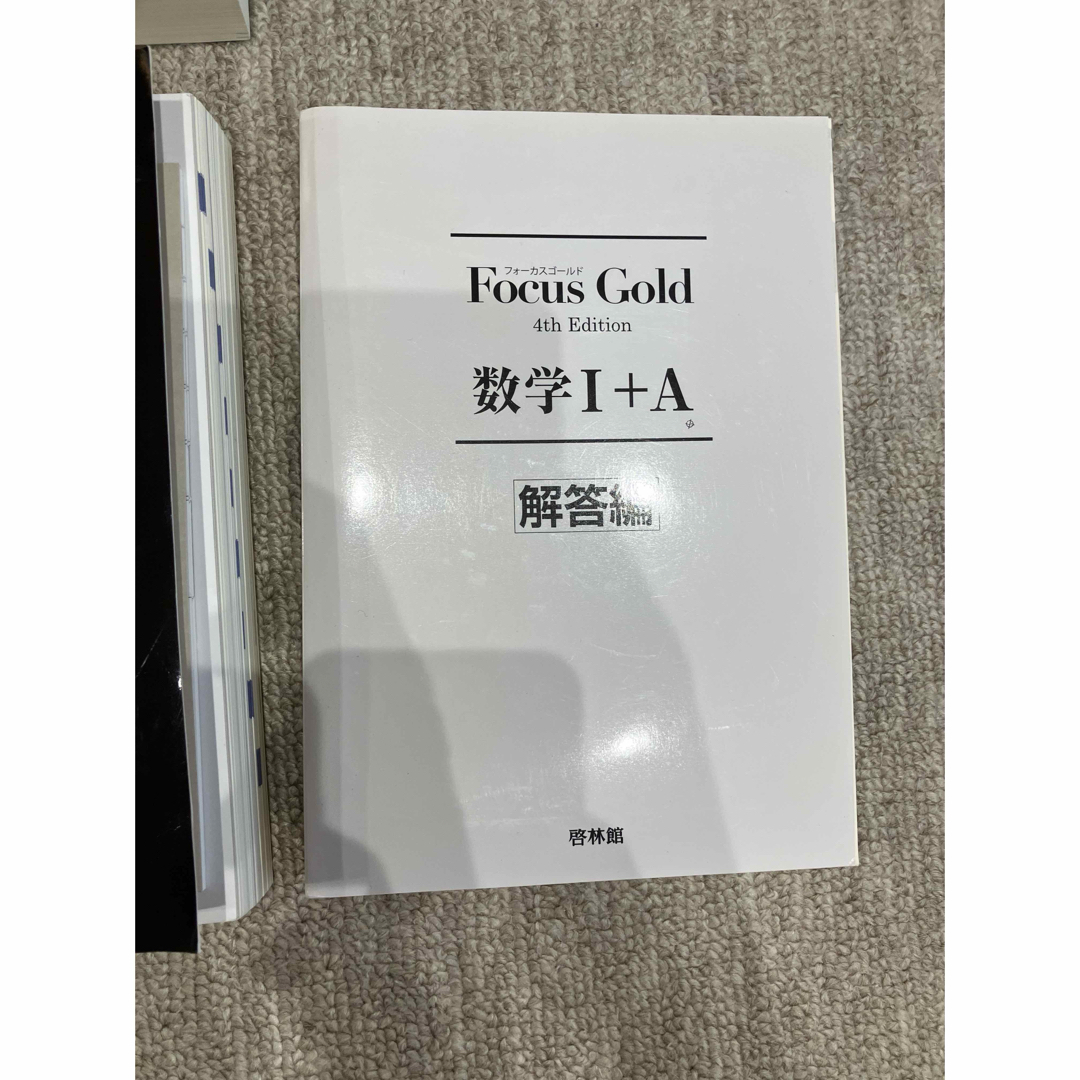 フォーカスゴールド
Focus Gold
4th Edition
数学Ⅰ+A
解答編
啓林館